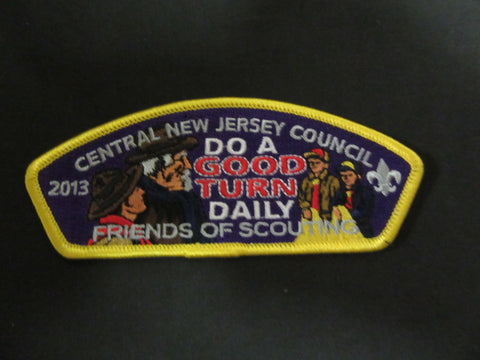 CENTRAL NEW JERSEY COUNCIL
2013
DO A
GOOD
TURN
DAILY
FRIENDS OF SCOUTING